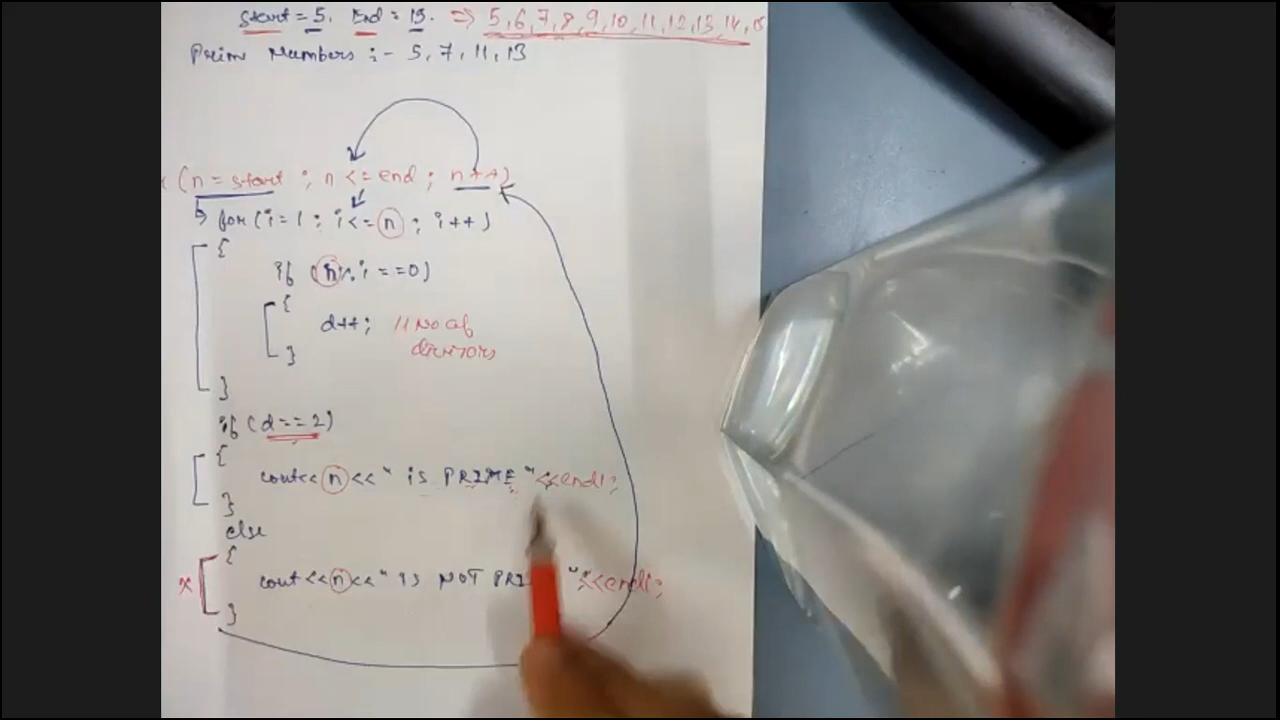 Start = 5, End = 15. => 5,6,7,8,9,10,11,12,13,14,15
Prim Numbers :- 5, 7, 11, 13
(n = start ; n <= end ; n++)
for (i=1 ; i<=n ; i++)
{
if (n%i==0)
{
d++; // No of
divisors
}
}
if (d==2)
{
cout<<n<<" is PRIME "<<endl;
}
else
{
x
cout<<n<<" is NOT PRI "<<endl;
}